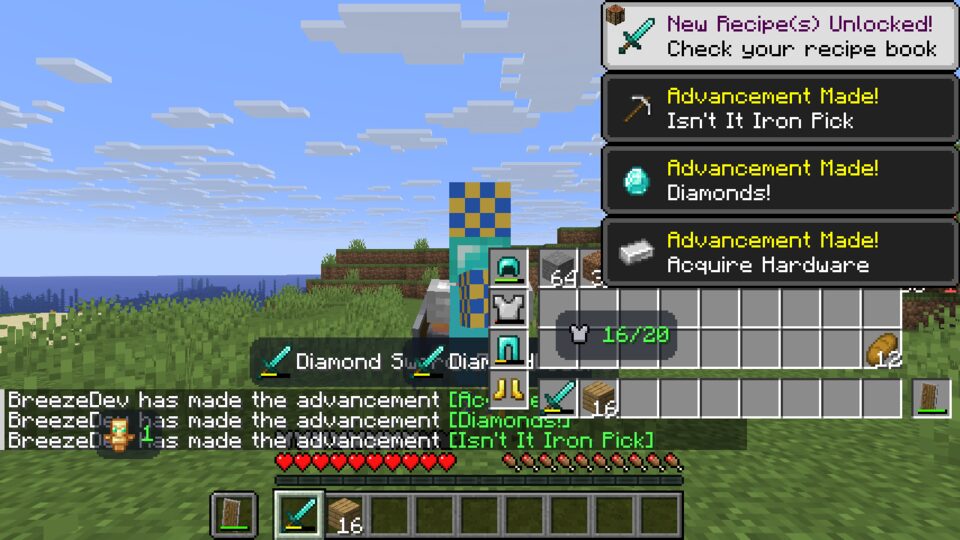 New Recipe(s) Unlocked!
Check your recipe book
Advancement Made!
Isn't It Iron Pick
Advancement Made!
Diamonds!
Advancement Made!
Acquire Hardware
64
16/20
12
Diamond
BreezeDev has made the advancement
16
BreezeDev has made the advancement [Diamonds!]
has made the advancement [Isn't It Iron Pick]
1
16